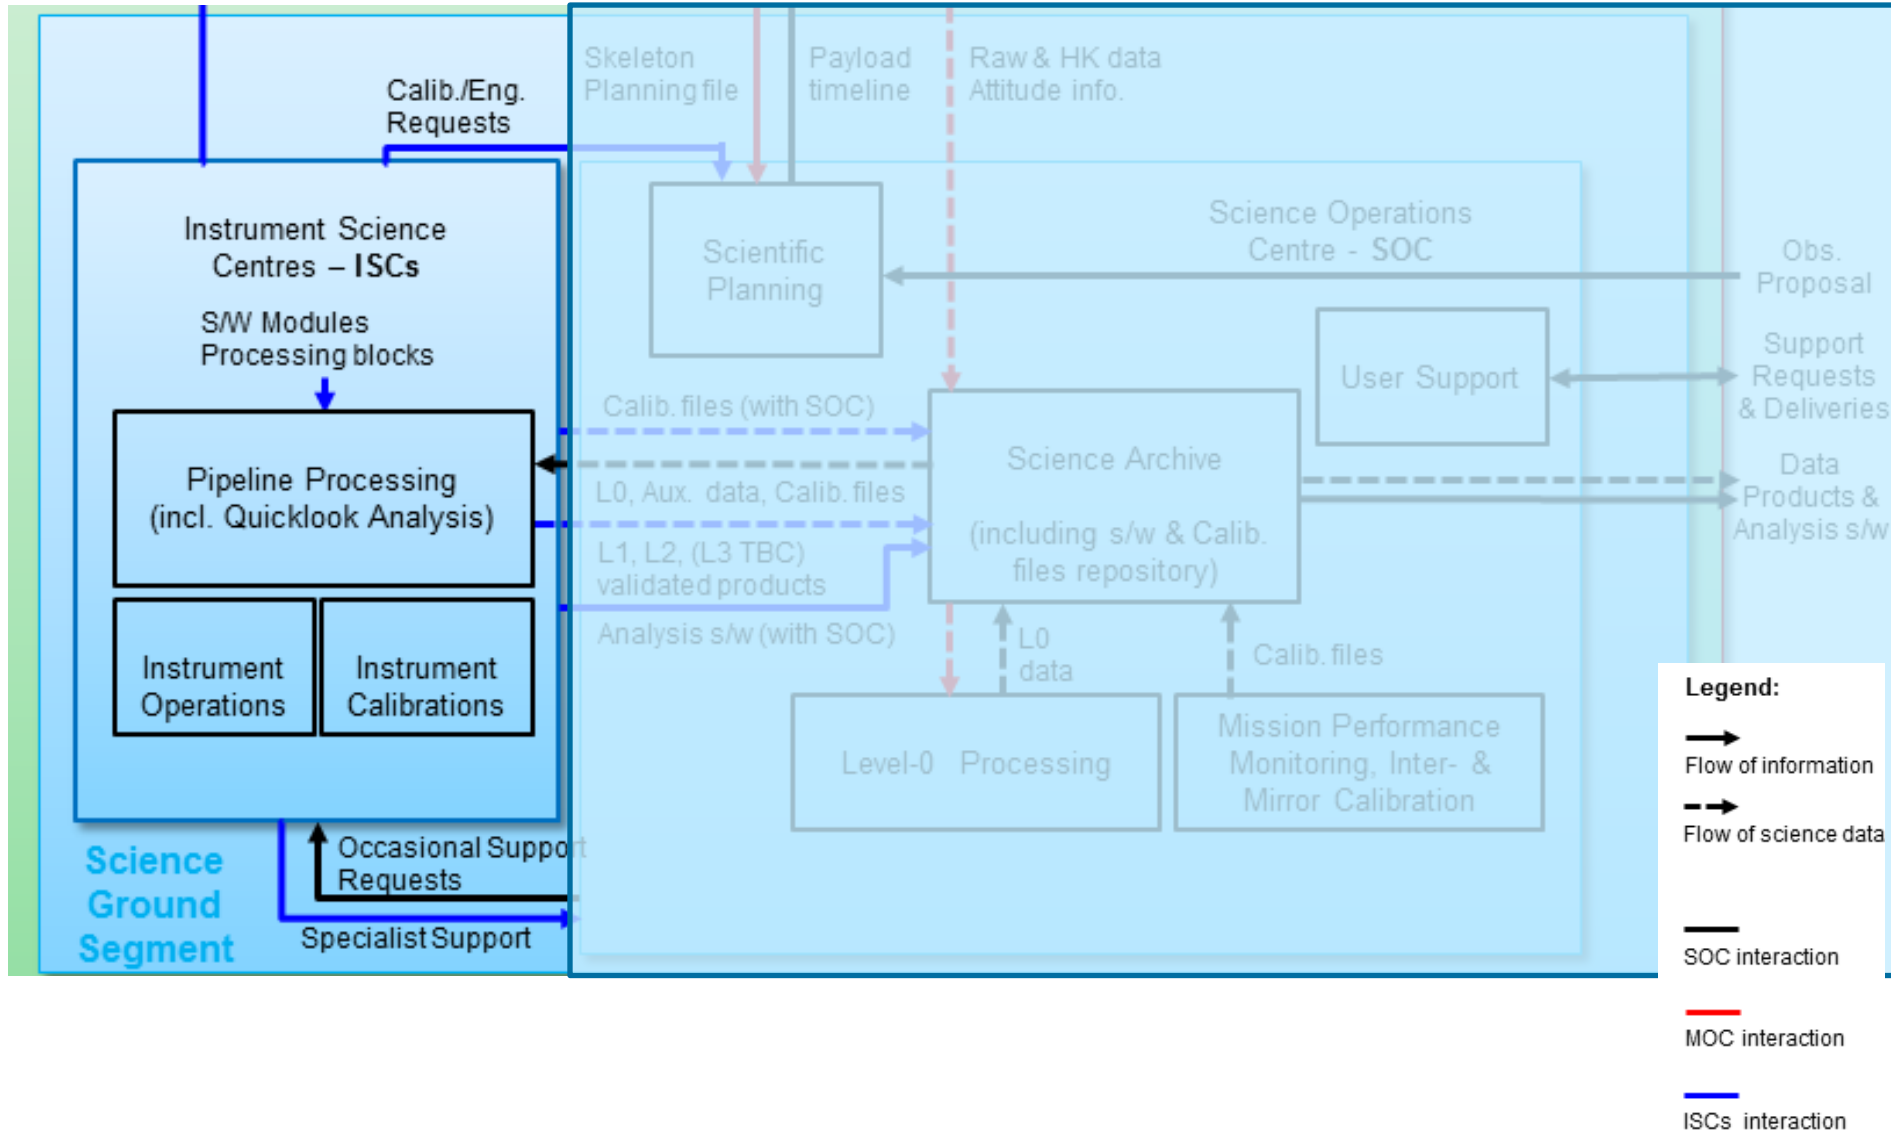 Skeleton
Planning file
Payload
timeline
Raw & HK data
Attitude info.
Calib./Eng.
Requests
Instrument Science
Centres – ISCs
S/W Modules
Processing blocks
Pipeline Processing
(incl. Quicklook Analysis)
Instrument
Operations
Instrument
Calibrations
Scientific
Planning
Science Operations
Centre - SOC
Obs.
Proposal
User Support
Support
Requests
& Deliveries
Calib. files (with SOC)
L0, Aux. data, Calib. files
L1, L2, (L3 TBC)
validated products
Analysis s/w (with SOC)
Science Archive
(including s/w & Calib.
files repository)
Data
Products &
Analysis s/w
L0
data
Calib. files
Level-0 Processing
Mission Performance
Monitoring, Inter- &
Mirror Calibration
Occasional Support
Requests
Specialist Support
Science
Ground
Segment
Legend:
Flow of information
Flow of science data
SOC interaction
MOC interaction
ISCs interaction